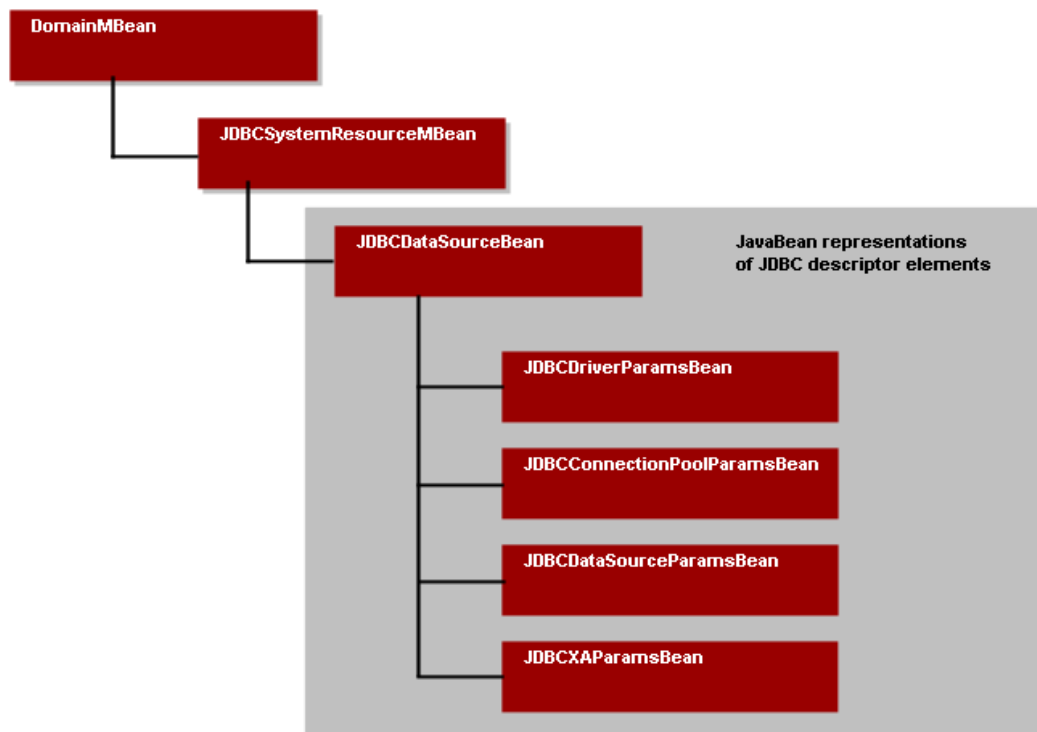 DomainMBean
JDBCSystemResourceMBean
JDBCDataSourceBean
JavaBean representations
of JDBC descriptor elements
JDBCDriverParamsBean
JDBCConnectionPoolParamsBean
JDBCDataSourceParamsBean
JDBCXAParamsBean